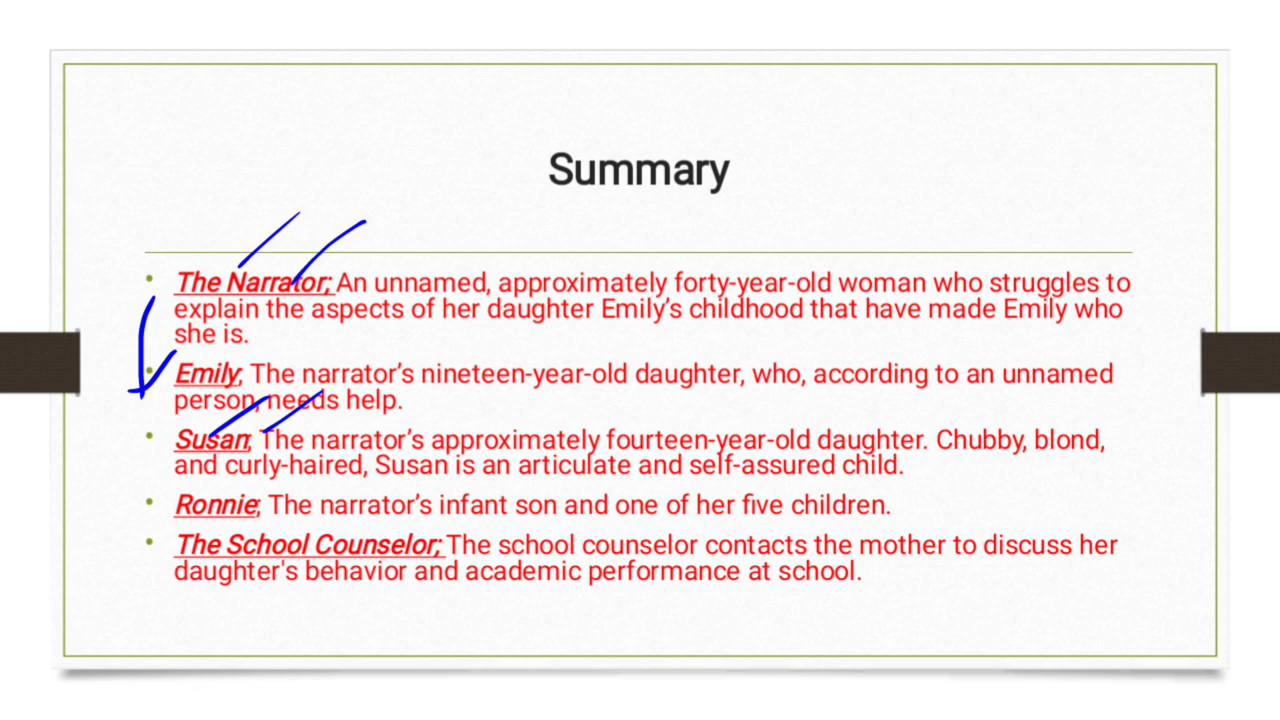 Summary
• The Narrator; An unnamed, approximately forty-year-old woman who struggles to
explain the aspects of her daughter Emily’s childhood that have made Emily who
she is.
• Emily; The narrator’s nineteen-year-old daughter, who, according to an unnamed
person, needs help.
• Susan; The narrator’s approximately fourteen-year-old daughter. Chubby, blond,
and curly-haired, Susan is an articulate and self-assured child.
• Ronnie; The narrator’s infant son and one of her five children.
• The School Counselor; The school counselor contacts the mother to discuss her
daughter's behavior and academic performance at school.